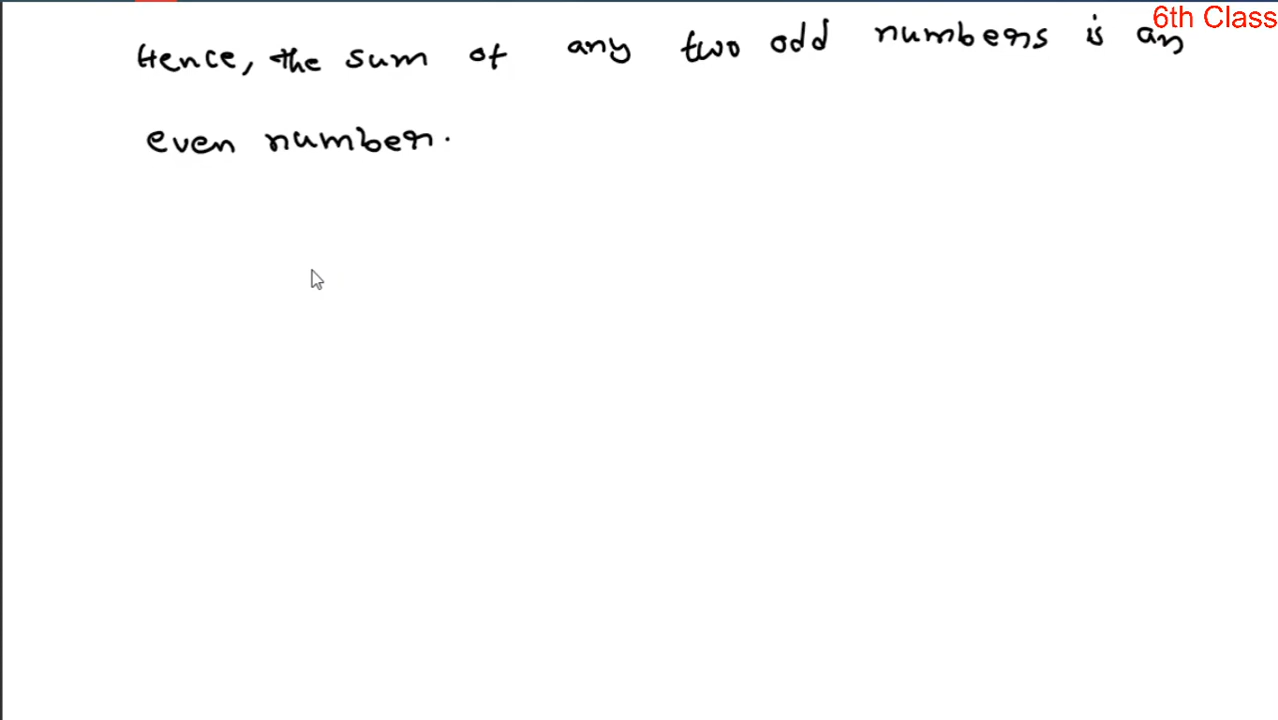 6th Class
Hence, the sum of any two odd numbers is an
even number.